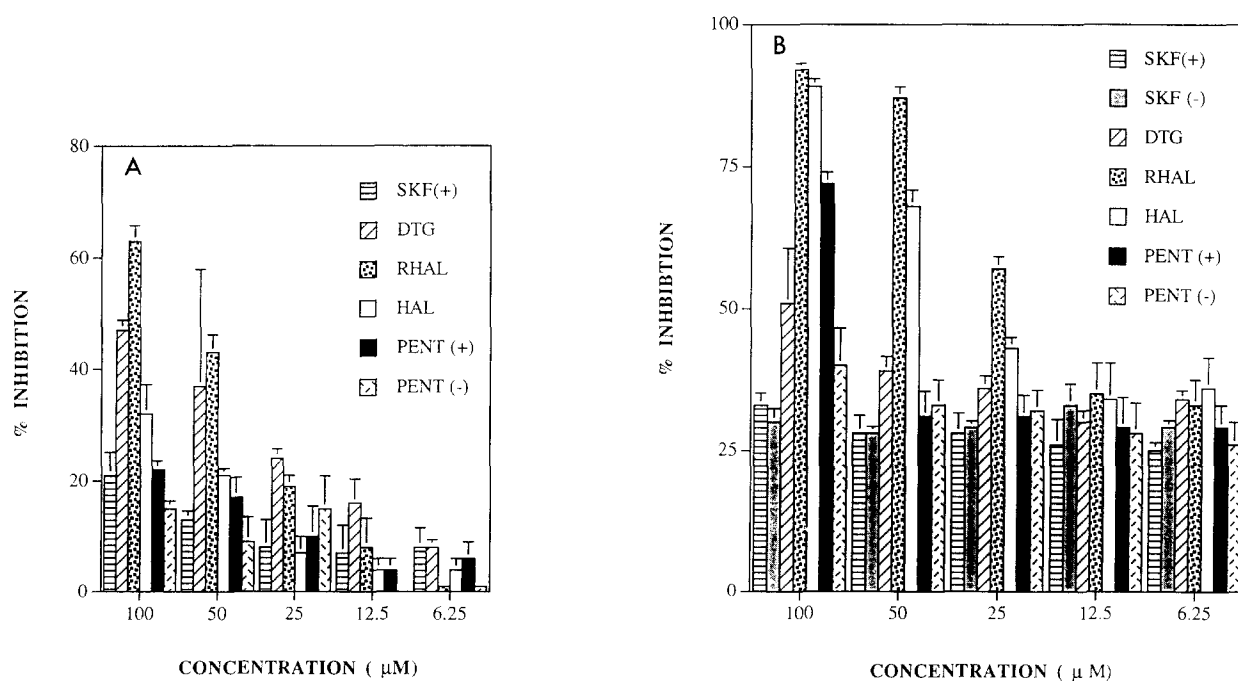 A
80
60
40
20
0
% INHIBITION
SKF(+)
DTG
RHAL
HAL
PENT (+)
PENT (-)
100 50 25 12.5 6.25
CONCENTRATION ( μM)
B
100
75
50
25
0
% INHIBIBTION
SKF(+)
SKF (-)
DTG
RHAL
HAL
PENT (+)
PENT (-)
100 50 25 12.5 6.25
CONCENTRATION ( μ M)